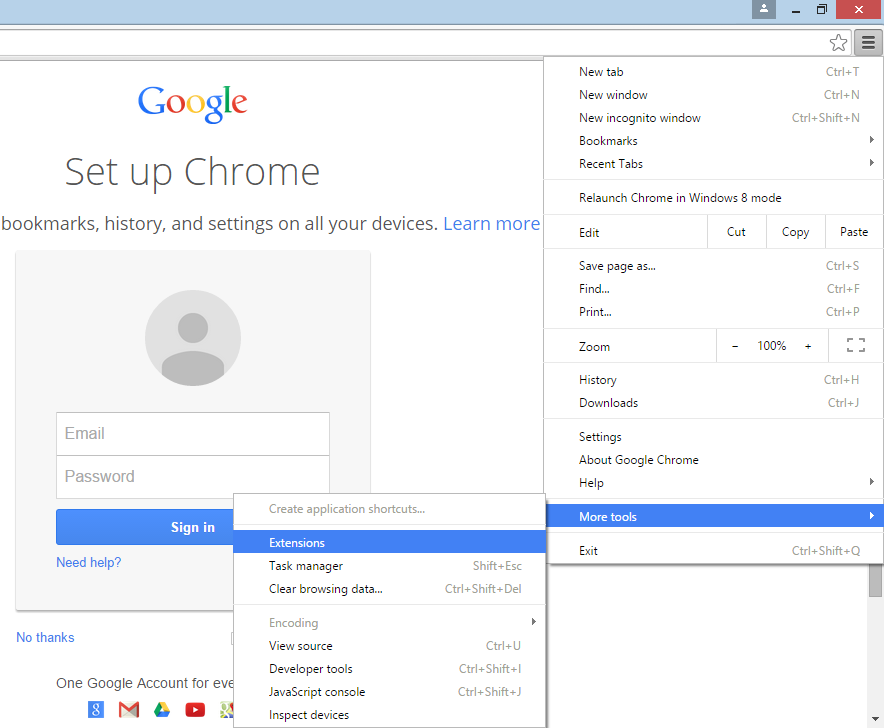 Google
Set up Chrome
bookmarks, history, and settings on all your devices. Learn more
Email
Password
Sign in
Need help?
No thanks
One Google Account for eve
New tab Ctrl+T
New window Ctrl+N
New incognito window Ctrl+Shift+N
Bookmarks
Recent Tabs
Relaunch Chrome in Windows 8 mode
Edit Cut Copy Paste
Save page as... Ctrl+S
Find... Ctrl+F
Print... Ctrl+P
Zoom – 100% +
History Ctrl+H
Downloads Ctrl+J
Settings
About Google Chrome
Help
More tools
Exit Ctrl+Shift+Q
Create application shortcuts...
Extensions
Task manager Shift+Esc
Clear browsing data... Ctrl+Shift+Del
Encoding
View source Ctrl+U
Developer tools Ctrl+Shift+I
JavaScript console Ctrl+Shift+J
Inspect devices